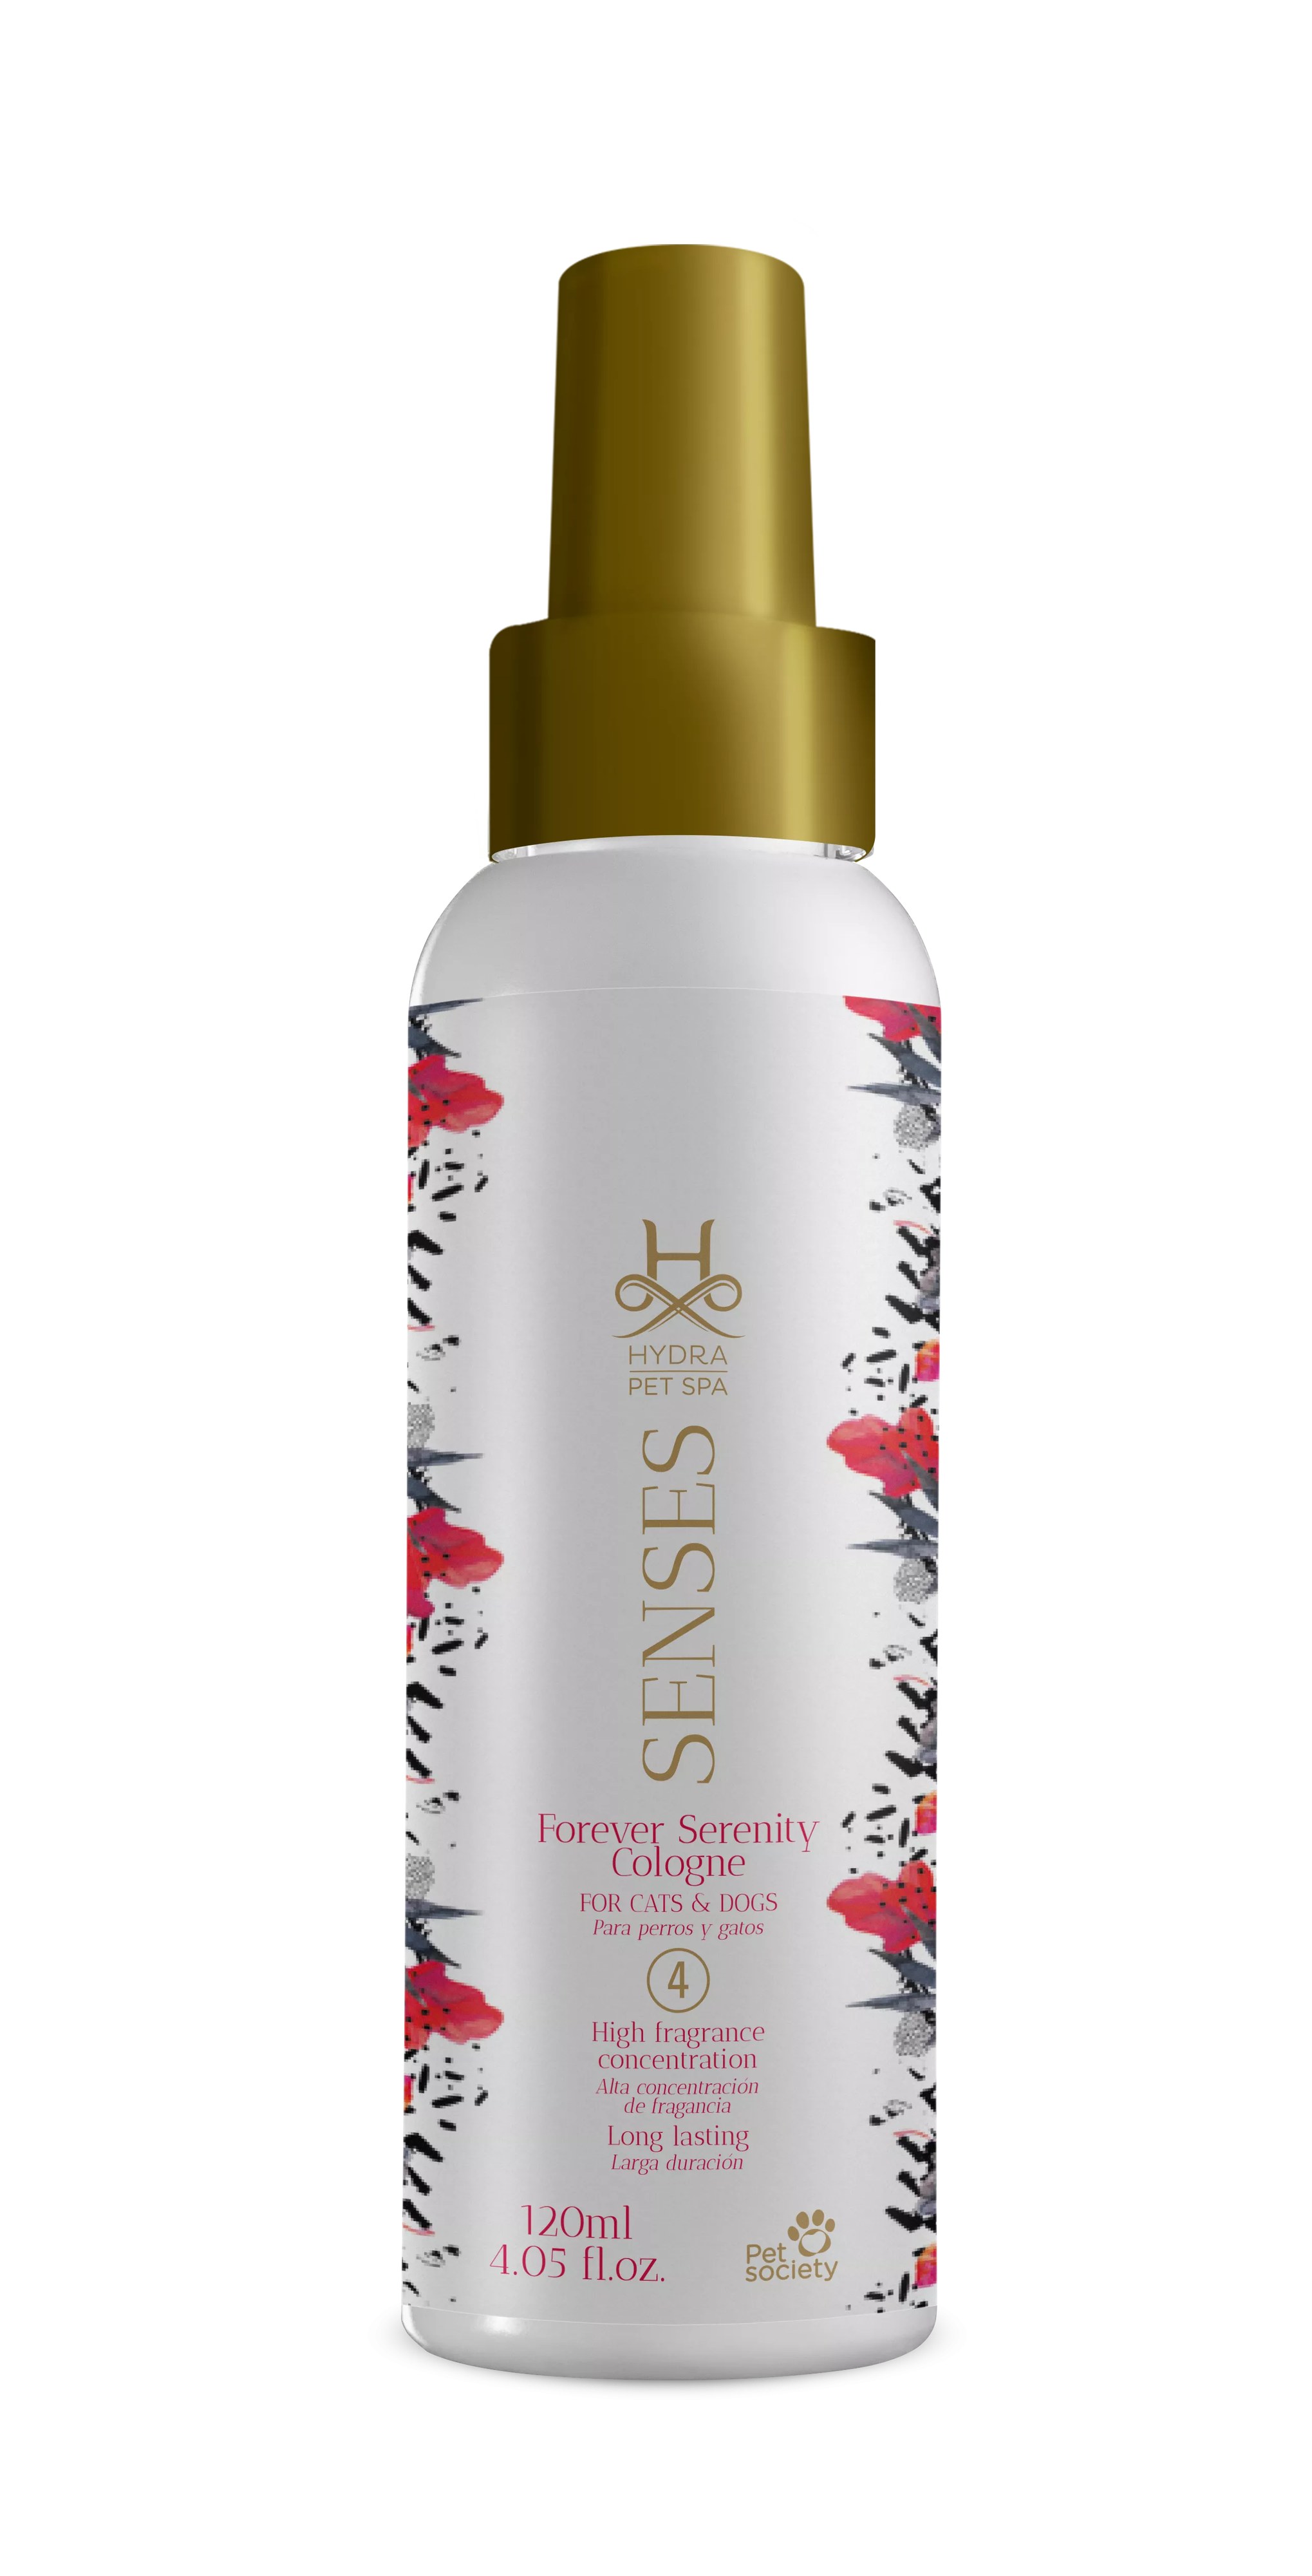 H
HYDRA
PET SPA
SENSES
Forever Serenity
Cologne
FOR CATS & DOGS
Para perros y gatos
4
High fragrance
concentration
Alta concentración
de fragancia
Long lasting
Larga duración
120ml
4.05 fl.oz.
Pet
society